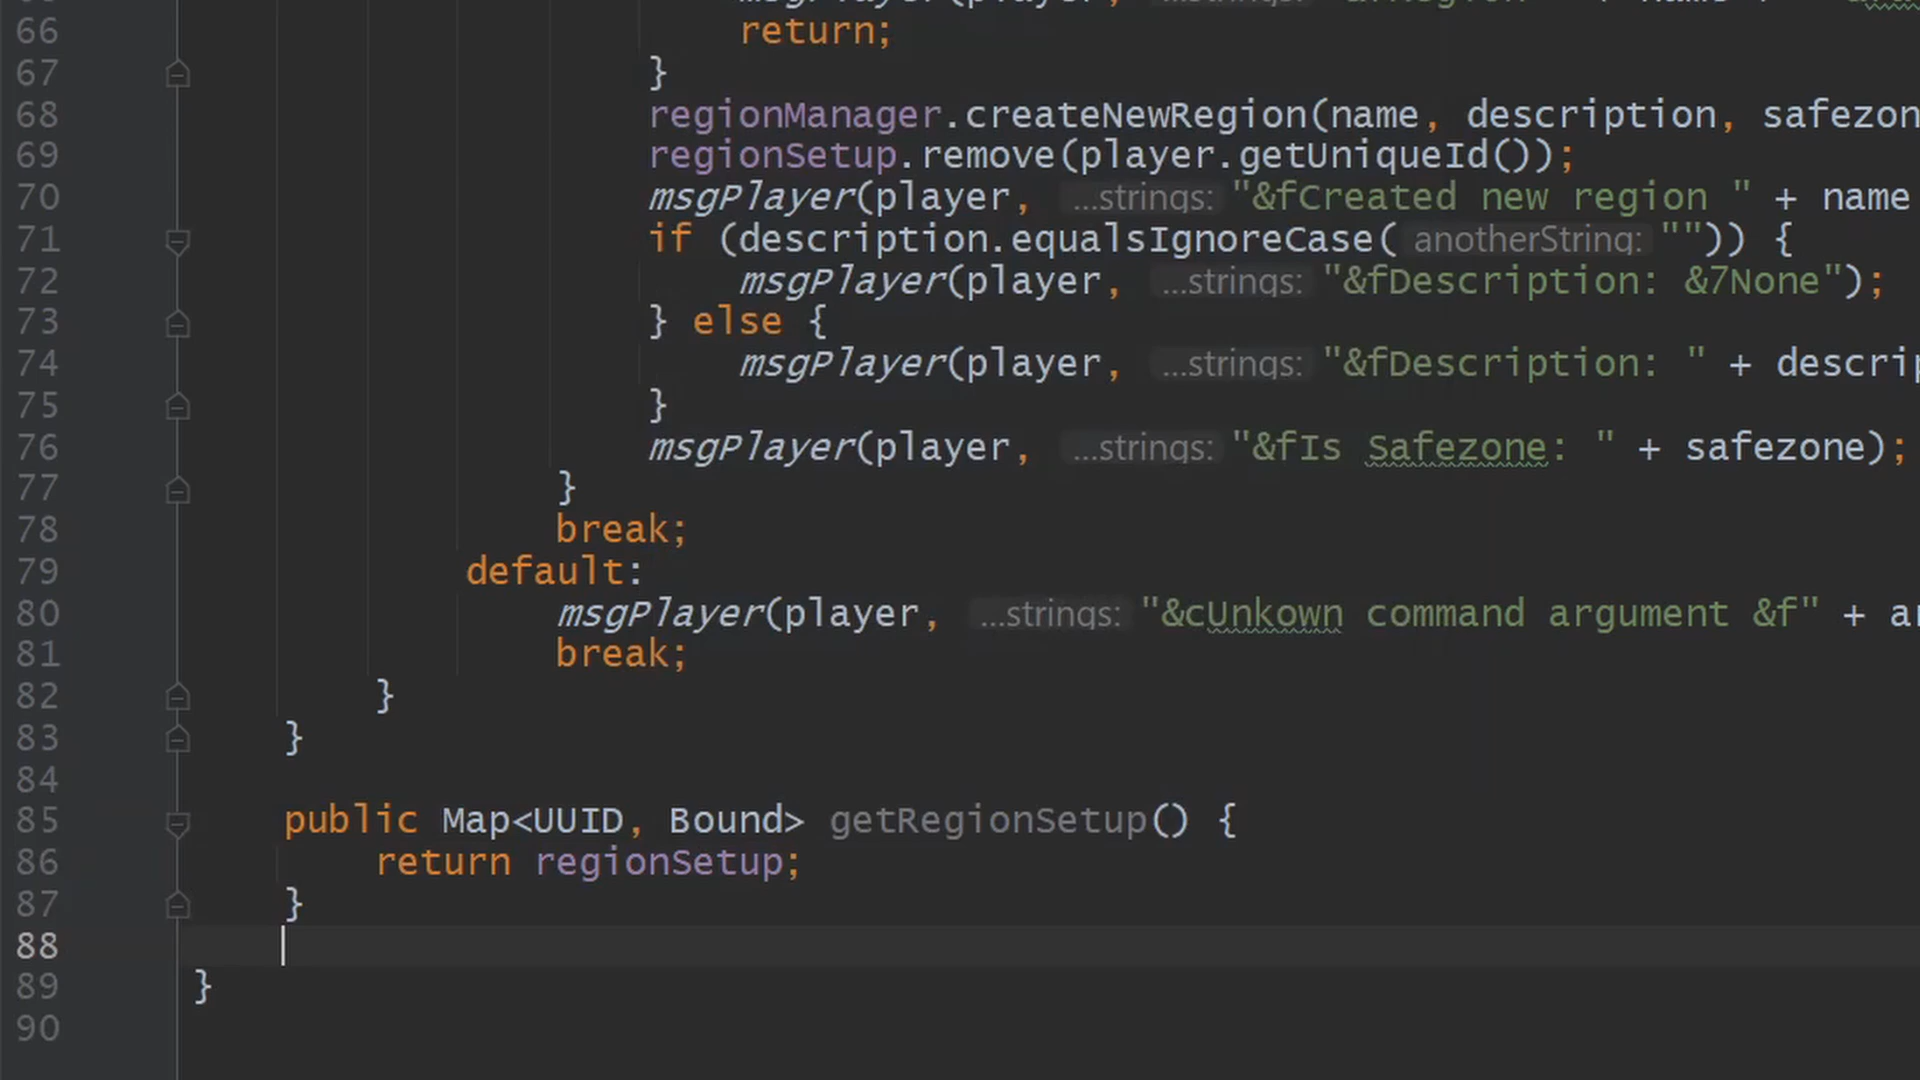 66 return;
67 }
68 regionManager.createNewRegion(name, description, safezon
69 regionSetup.remove(player.getUniqueId());
70 msgPlayer(player, ...strings: "&fCreated new region " + name
71 if (description.equalsIgnoreCase( anotherString: "")) {
72 msgPlayer(player, ...strings: "&fDescription: &7None");
73 } else {
74 msgPlayer(player, ...strings: "&fDescription: " + descrip
75 }
76 msgPlayer(player, ...strings: "&fIs Safezone: " + safezone);
77 }
78 break;
79 default:
80 msgPlayer(player, ...strings: "&cUnkown command argument &f" + ar
81 break;
82 }
83 }
84
85 public Map<UUID, Bound> getRegionSetup() {
86 return regionSetup;
87 }
88
89 }
90